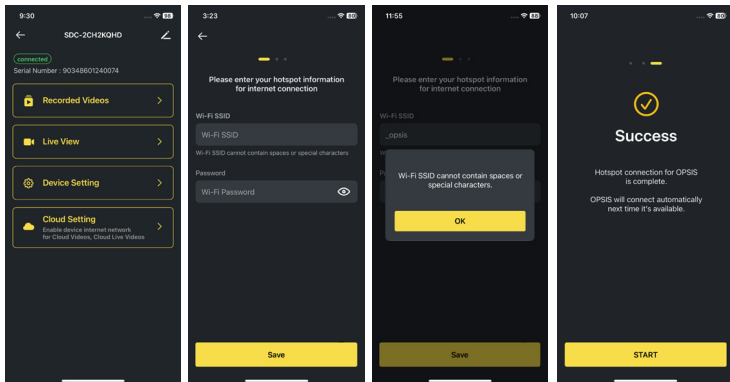 9:30
SDC-2CH2KQHD
connected
Serial Number : 90348601240074
Recorded Videos
Live View
Device Setting
Cloud Setting
Enable device internet network
for Cloud Videos, Cloud Live Videos
3:23
Please enter your hotspot information
for internet connection
Wi-Fi SSID
Wi-Fi SSID
Wi-Fi SSID cannot contain spaces or special characters
Password
Wi-Fi Password
Save
11:55
Please enter your hotspot information
for internet connection
Wi-Fi SSID
_opsis
Wi-Fi SSID cannot contain spaces or
special characters.
OK
Save
10:07
Success
Hotspot connection for OPSIS
is complete.
OPSIS will connect automatically
next time it's available.
START